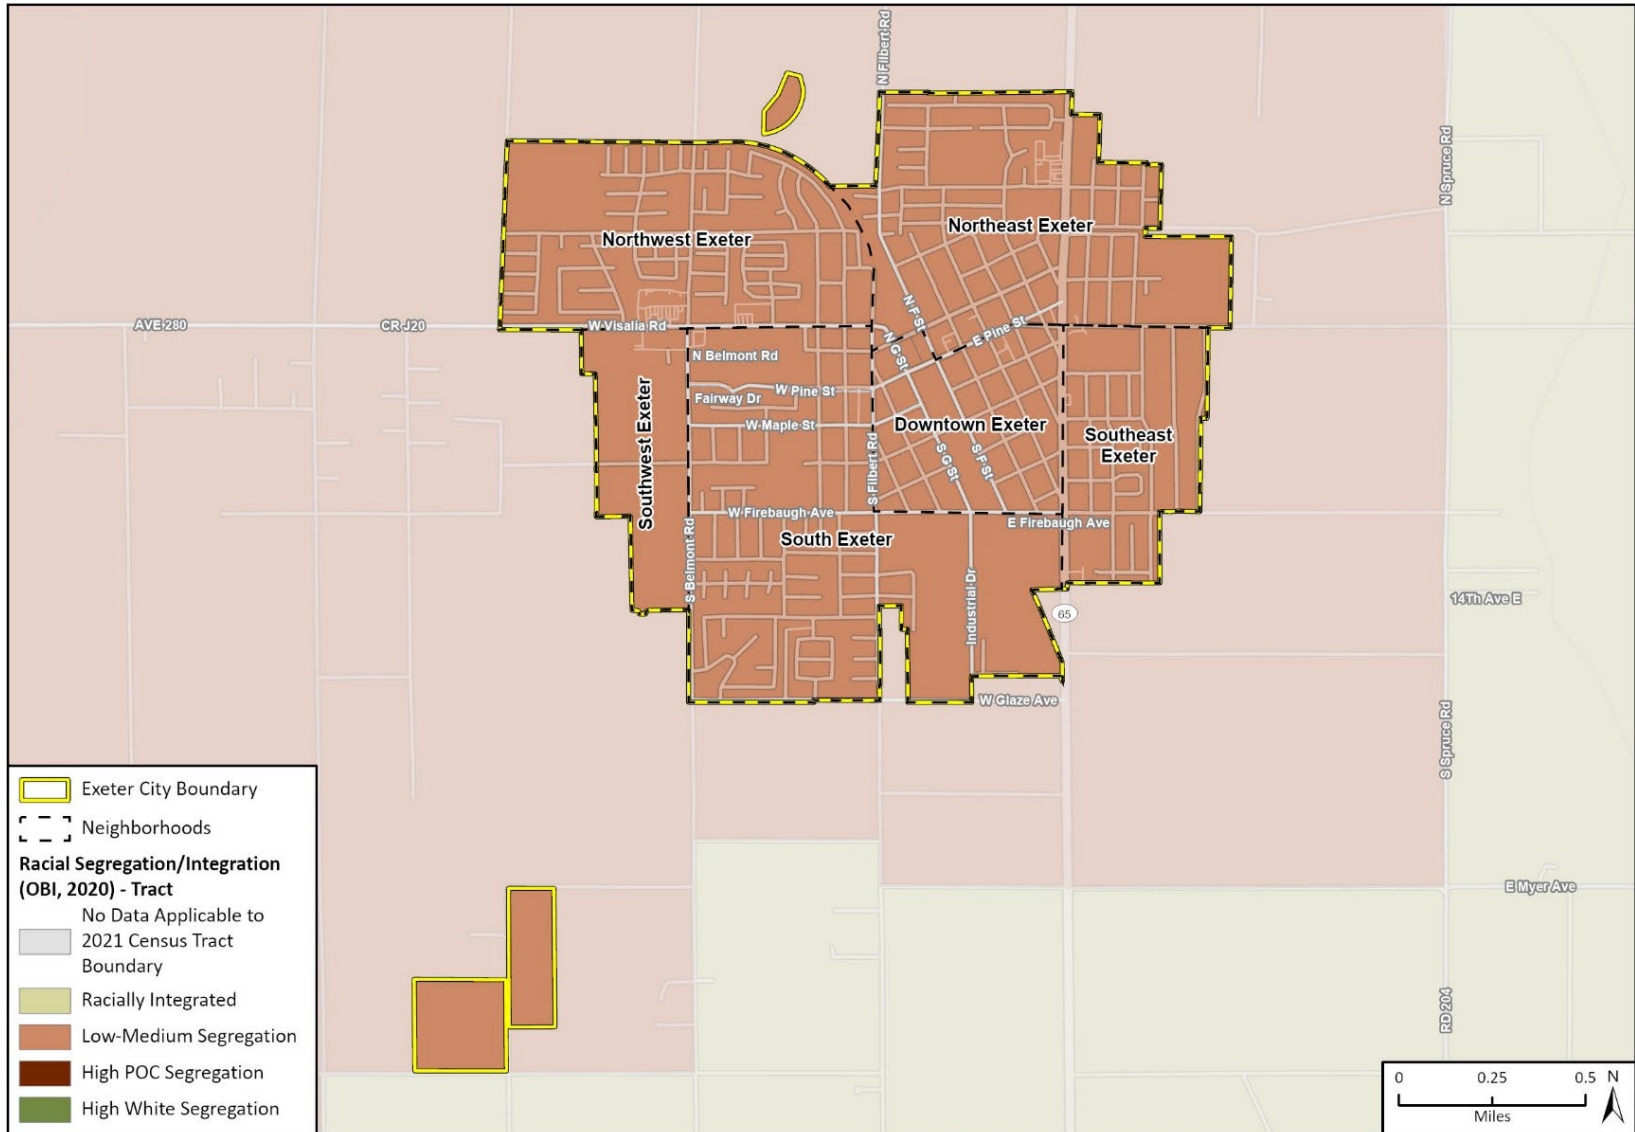 N Filbert Rd
N Spruce Rd
Northeast Exeter
Northwest Exeter
AVE 280
CR J20
W Visalia Rd
N F St
E Pine St
N G St
N Belmont Rd
W Pine St
Fairway Dr
W Maple St
Downtown Exeter
Southeast
Exeter
Southwest Exeter
S Filbert Rd
S G St
S F St
W Firebaugh Ave
E Firebaugh Ave
South Exeter
S Belmont Rd
Industrial Dr
14Th Ave E
65
W Glaze Ave
S Spruce Rd
E Myer Ave
RD 204
Exeter City Boundary
Neighborhoods
Racial Segregation/Integration
(OBI, 2020) - Tract
No Data Applicable to
2021 Census Tract
Boundary
Racially Integrated
Low-Medium Segregation
High POC Segregation
High White Segregation
0 0.25 0.5 N
Miles